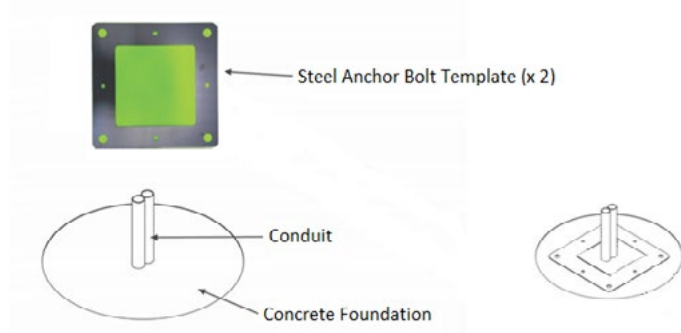 Steel Anchor Bolt Template (x 2)
Conduit
Concrete Foundation